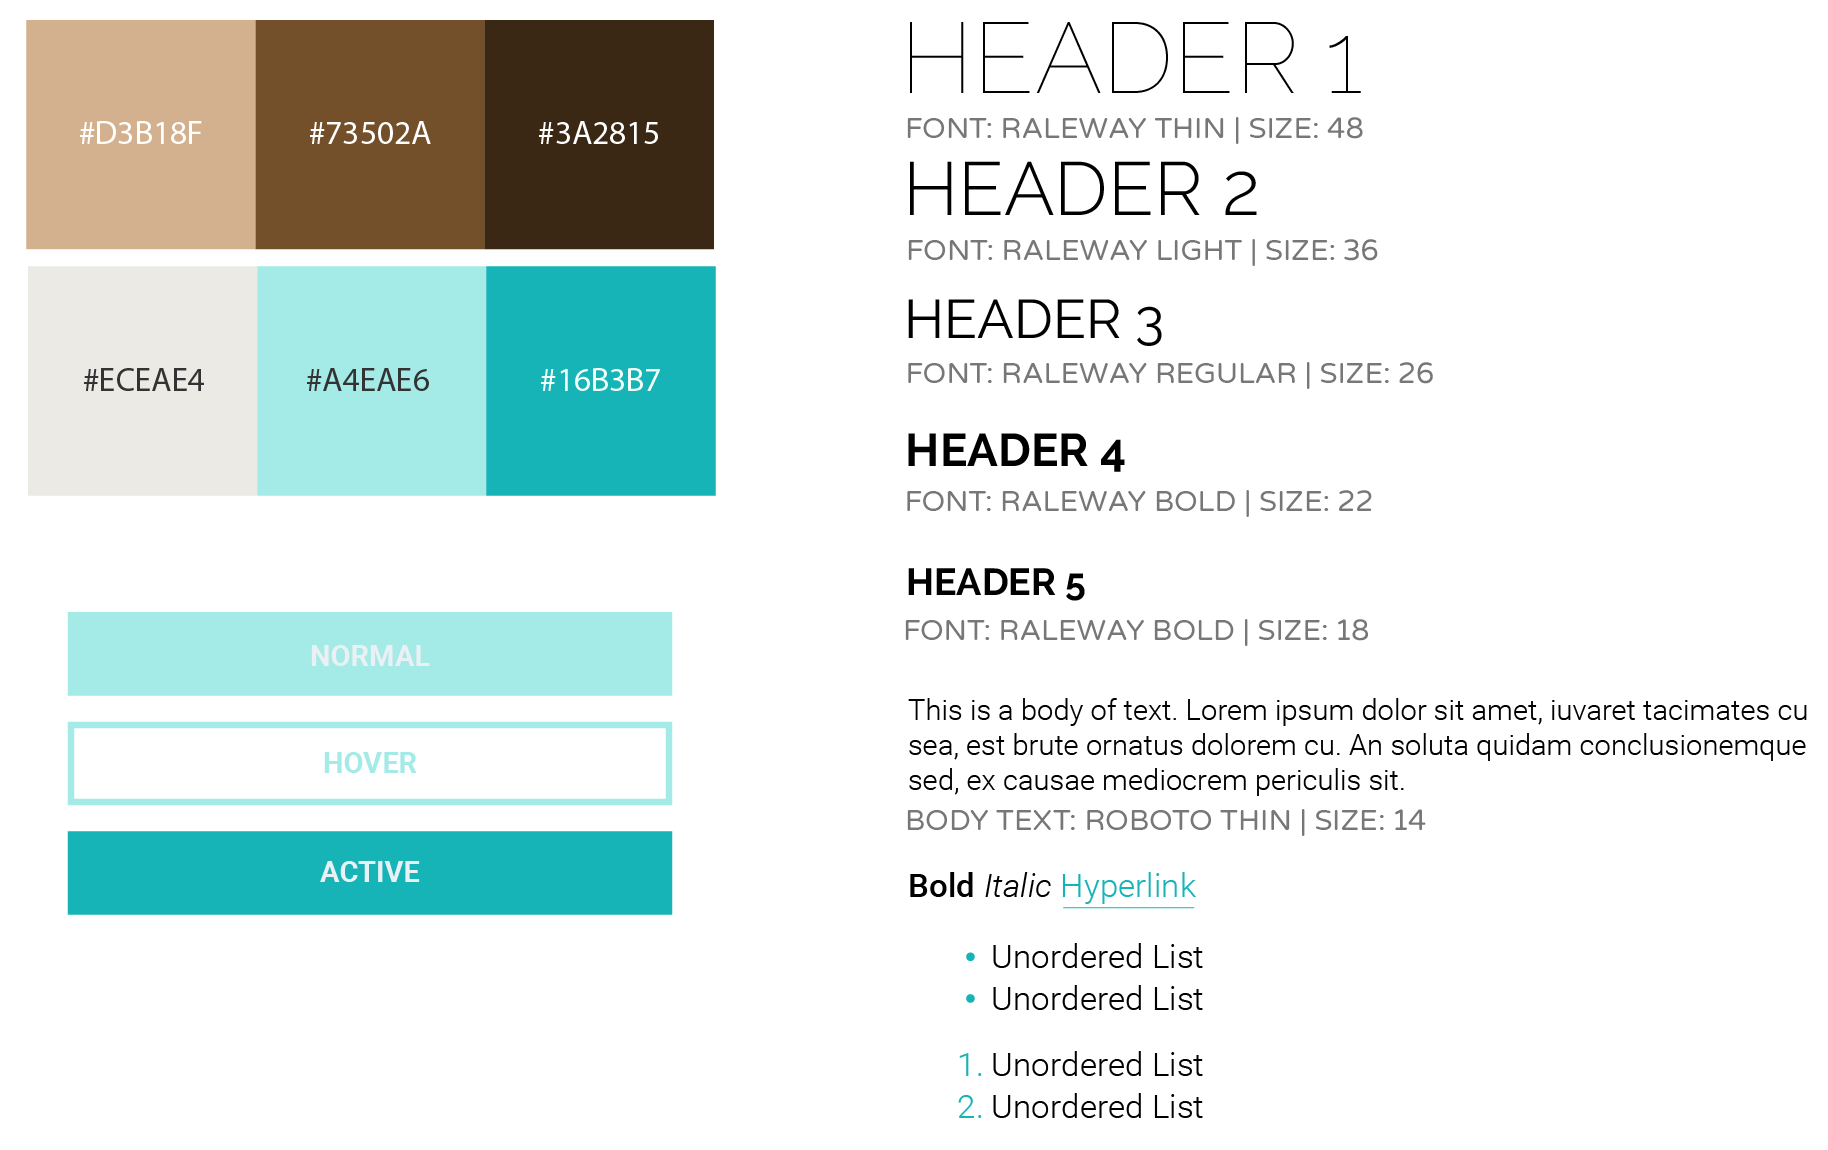 #D3B18F
#73502A
#3A2815
#ECEAE4
#A4EAE6
#16B3B7
NORMAL
HOVER
ACTIVE
HEADER 1
FONT: RALEWAY THIN | SIZE: 48
HEADER 2
FONT: RALEWAY LIGHT | SIZE: 36
HEADER 3
FONT: RALEWAY REGULAR | SIZE: 26
HEADER 4
FONT: RALEWAY BOLD | SIZE: 22
HEADER 5
FONT: RALEWAY BOLD | SIZE: 18
This is a body of text. Lorem ipsum dolor sit amet, iuvaret tacimates cu
sea, est brute ornatus dolorem cu. An soluta quidam conclusionemque
sed, ex causae mediocrem periculis sit.
BODY TEXT: ROBOTO THIN | SIZE: 14
Bold Italic Hyperlink
• Unordered List
• Unordered List
1. Unordered List
2. Unordered List